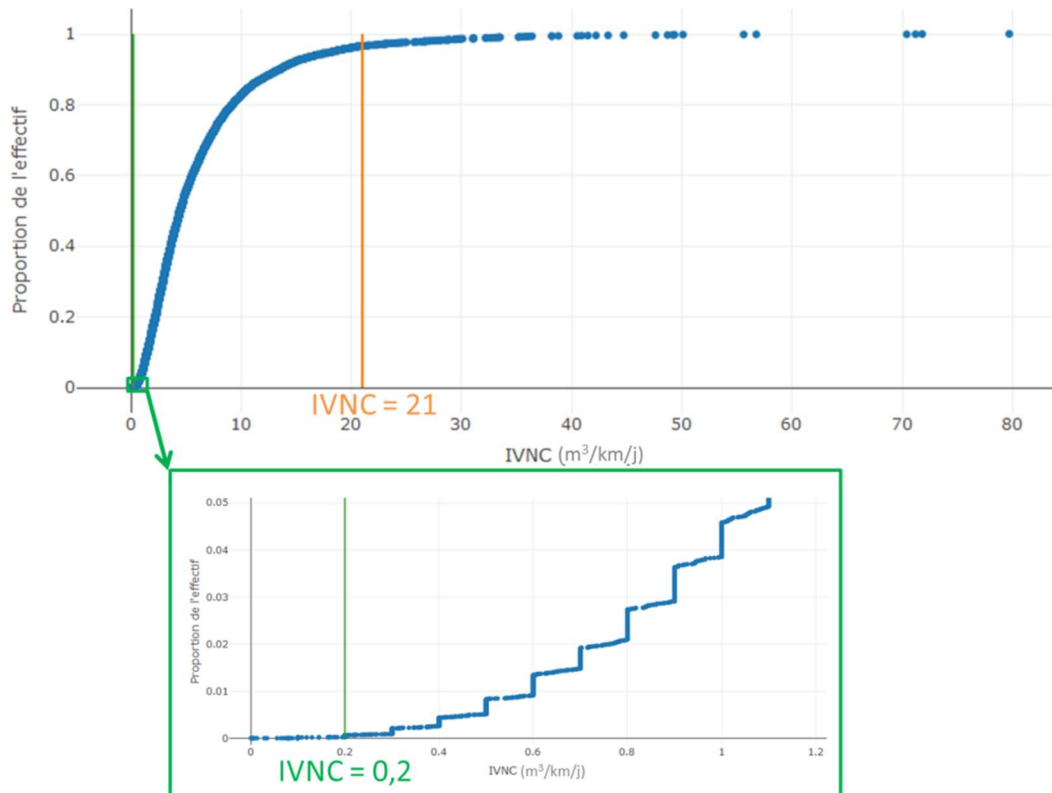 1
0.8
0.6
0.4
0.2
0
Proportion de l'effectif
IVNC = 21
0 10 20 30 40 50 60 70 80
IVNC (m³/km/j)
0.05
0.04
0.03
0.02
0.01
0
Proportion de l'effectif
0 0.2 0.4 0.6 0.8 1 1.2
IVNC = 0,2
IVNC (m³/km/j)